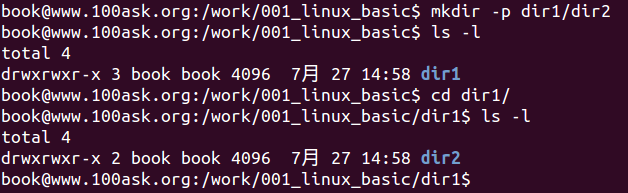 book@www.100ask.org:/work/001_linux_basic$ mkdir -p dir1/dir2
book@www.100ask.org:/work/001_linux_basic$ ls -l
total 4
drwxrwxr-x 3 book book 4096  7月 27 14:58 dir1
book@www.100ask.org:/work/001_linux_basic$ cd dir1/
book@www.100ask.org:/work/001_linux_basic/dir1$ ls -l
total 4
drwxrwxr-x 2 book book 4096  7月 27 14:58 dir2
book@www.100ask.org:/work/001_linux_basic/dir1$